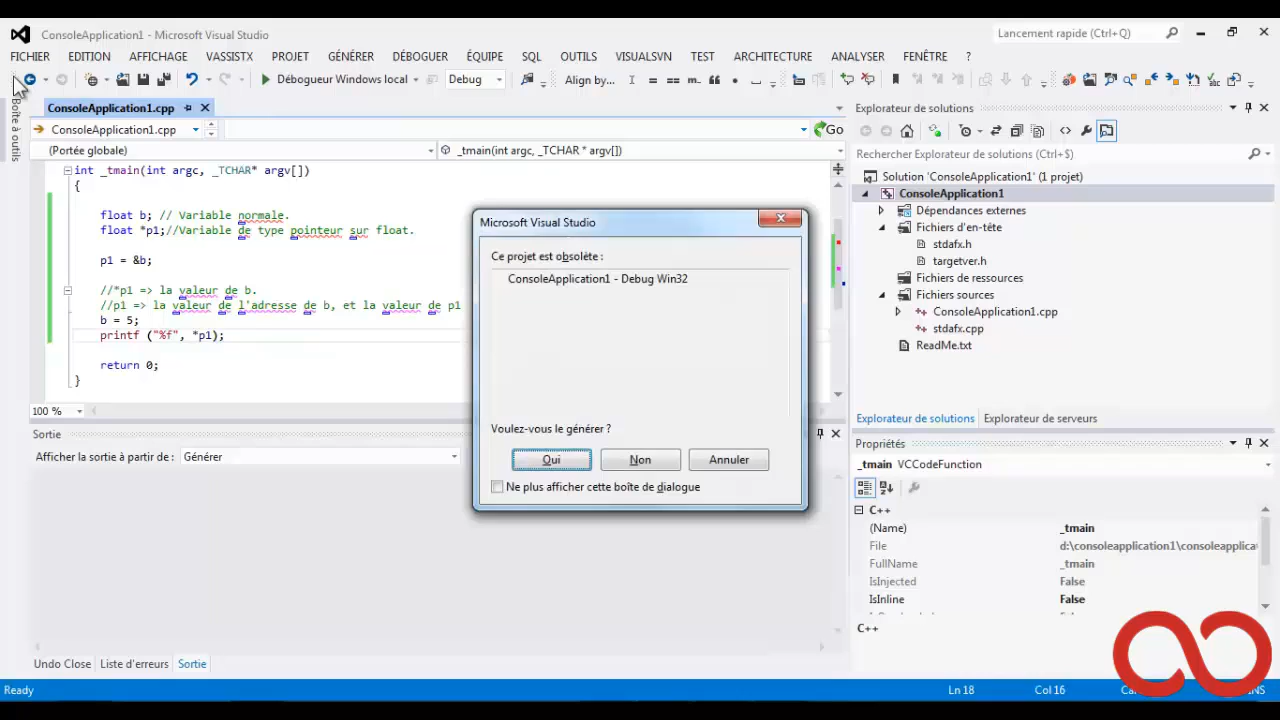 ConsoleApplication1 - Microsoft Visual Studio
Lancement rapide (Ctrl+Q)
FICHIER EDITION AFFICHAGE VASSISTX PROJET GÉNÉRER DÉBOGUER ÉQUIPE SQL OUTILS VISUALSVN TEST ARCHITECTURE ANALYSER FENÊTRE ?
Débogueur Windows local Debug Align by...
Boîte à outils
ConsoleApplication1.cpp
ConsoleApplication1.cpp
Go
(Portée globale) _tmain(int argc, _TCHAR * argv[])
int _tmain(int argc, _TCHAR* argv[])
{
float b; // Variable normale.
float *p1;//Variable de type pointeur sur float.
p1 = &b;
//*p1 => la valeur de b.
//p1 => la valeur de l'adresse de b, et la valeur de p1
b = 5;
printf ("%f", *p1);
return 0;
}
100 %
Sortie
Afficher la sortie à partir de : Générer
Undo Close Liste d'erreurs Sortie
Microsoft Visual Studio
Ce projet est obsolète :
ConsoleApplication1 - Debug Win32
Voulez-vous le générer ?
Oui Non Annuler
Ne plus afficher cette boîte de dialogue
Explorateur de solutions
Rechercher Explorateur de solutions (Ctrl+$)
Solution 'ConsoleApplication1' (1 projet)
ConsoleApplication1
Dépendances externes
Fichiers d'en-tête
stdafx.h
targetver.h
Fichiers de ressources
Fichiers sources
ConsoleApplication1.cpp
stdafx.cpp
ReadMe.txt
Explorateur de solutions Explorateur de serveurs
Propriétés
_tmain VCCodeFunction
C++
(Name) _tmain
File d:\consoleapplication1\consoleapplica
FullName _tmain
IsInjected False
IsInline False
C++
Ready Ln 18 Col 16